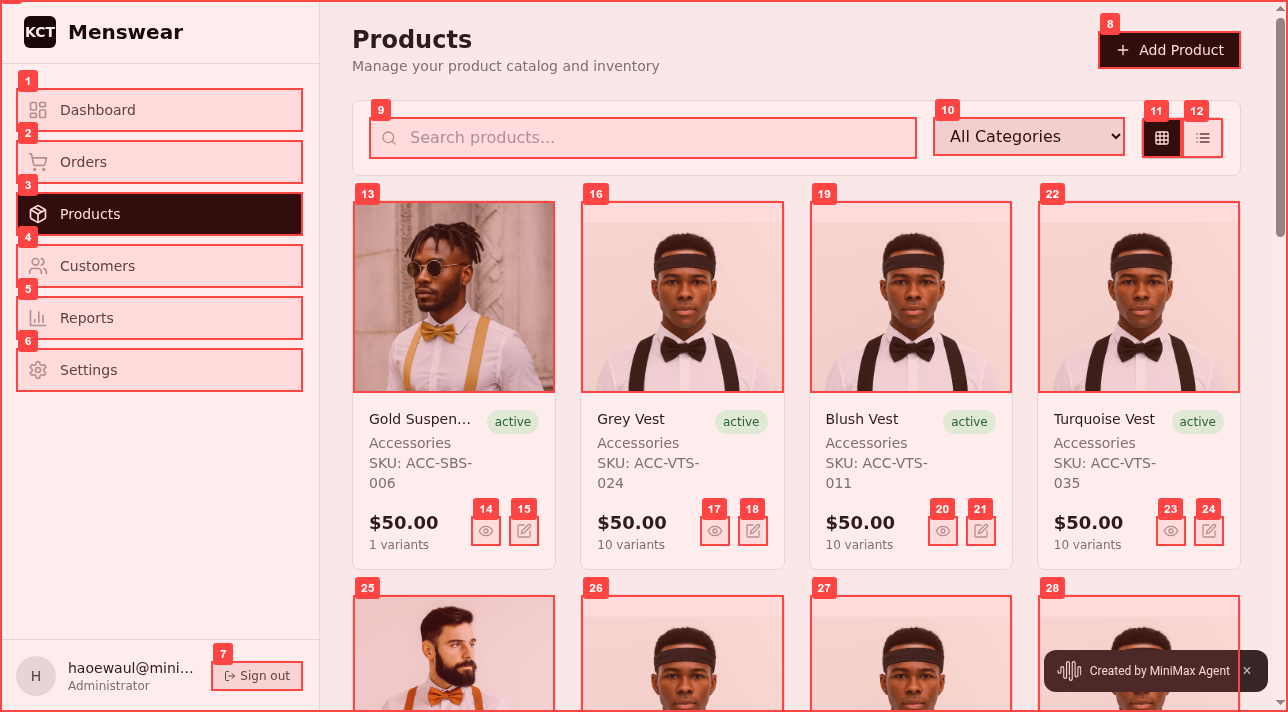 KCT Menswear
1
Dashboard
2
Orders
3
Products
4
Customers
5
Reports
6
Settings
H
haoewaul@mini...
Administrator
7
Sign out
Products
Manage your product catalog and inventory
8
Add Product
9
Search products...
10
All Categories
11
12
13
Gold Suspen...
active
Accessories
SKU: ACC-SBS-
006
$50.00
1 variants
14
15
16
Grey Vest
active
Accessories
SKU: ACC-VTS-
024
$50.00
10 variants
17
18
19
Blush Vest
active
Accessories
SKU: ACC-VTS-
011
$50.00
10 variants
20
21
22
Turquoise Vest
active
Accessories
SKU: ACC-VTS-
035
$50.00
10 variants
23
24
25
26
27
28
Created by MiniMax Agent